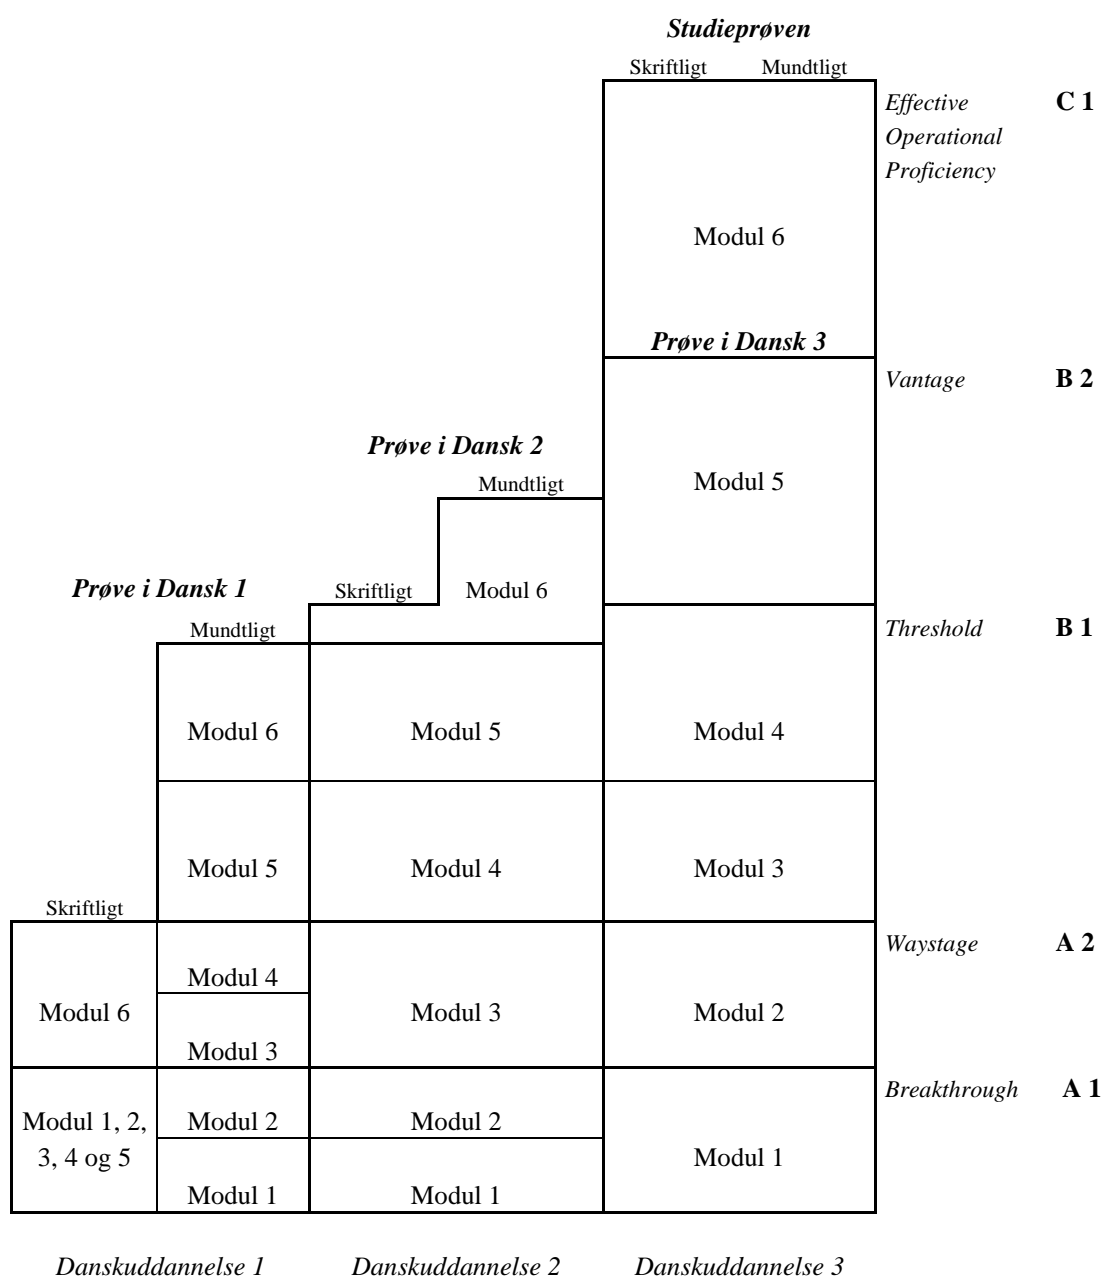 Studieprøven
Skriftligt Mundtligt
Effective C 1
Operational
Proficiency
Modul 6
Prøve i Dansk 3
Vantage B 2
Prøve i Dansk 2
Mundtligt
Modul 5
Prøve i Dansk 1
Skriftligt
Modul 6
Mundtligt
Threshold B 1
Modul 6 Modul 5 Modul 4
Modul 5 Modul 4 Modul 3
Skriftligt
Waystage A 2
Modul 4
Modul 6 Modul 3 Modul 2
Modul 3
Breakthrough A 1
Modul 1, 2,
3, 4 og 5
Modul 2 Modul 2
Modul 1
Modul 1 Modul 1
Danskuddannelse 1 Danskuddannelse 2 Danskuddannelse 3